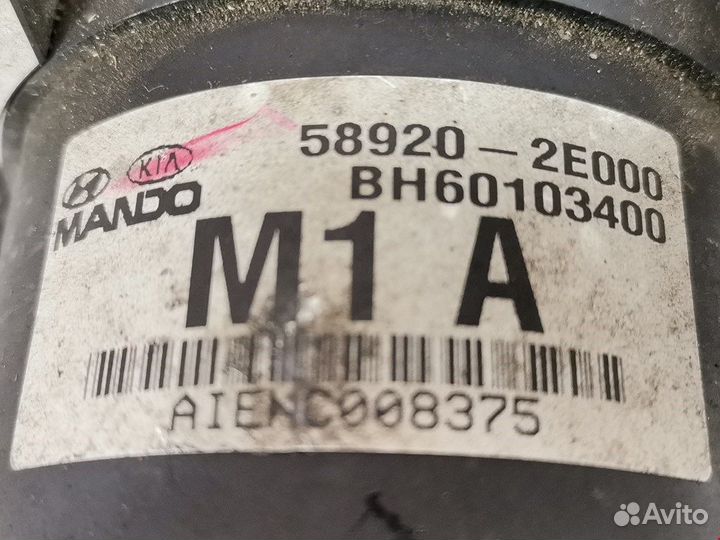 58920 - 2E000
KIA
MANDO
BH60103400
M1 A
AIENC008375
Avito